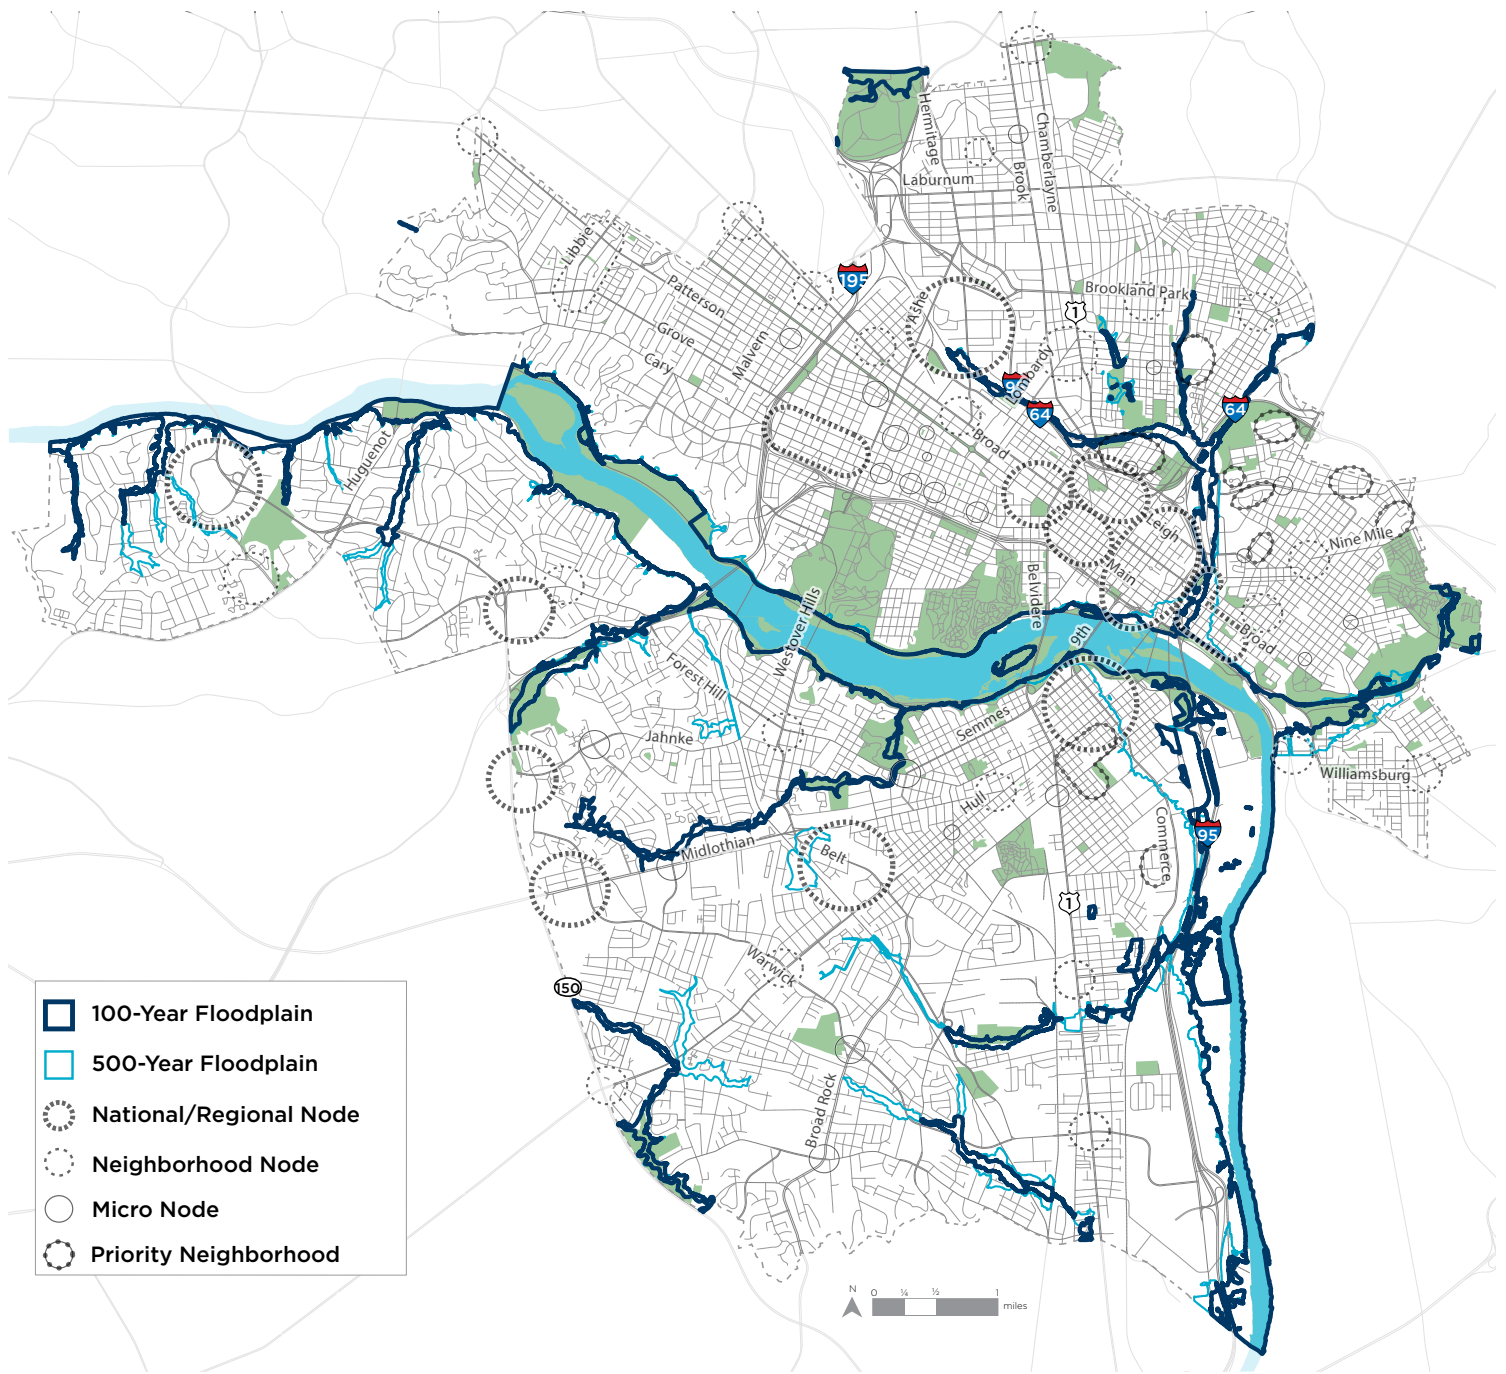 Hermitage
Chamberlayne
Brook
Laburnum
Libbie
195
Patterson
Ashe
Brookland Park
1
Grove
Malvern
Cary
Lombardy
64
64
Huguenot
Broad
Leigh
Nine Mile
Main
Belvidere
Westover Hills
9th
Broad
Forest Hill
Semmes
Jahnke
Williamsburg
Hull
Commerce
95
Midlothian
Belt
1
Warwick
150
Broad Rock
100-Year Floodplain
500-Year Floodplain
National/Regional Node
Neighborhood Node
Micro Node
Priority Neighborhood
N
0 ¼ ½ 1
miles